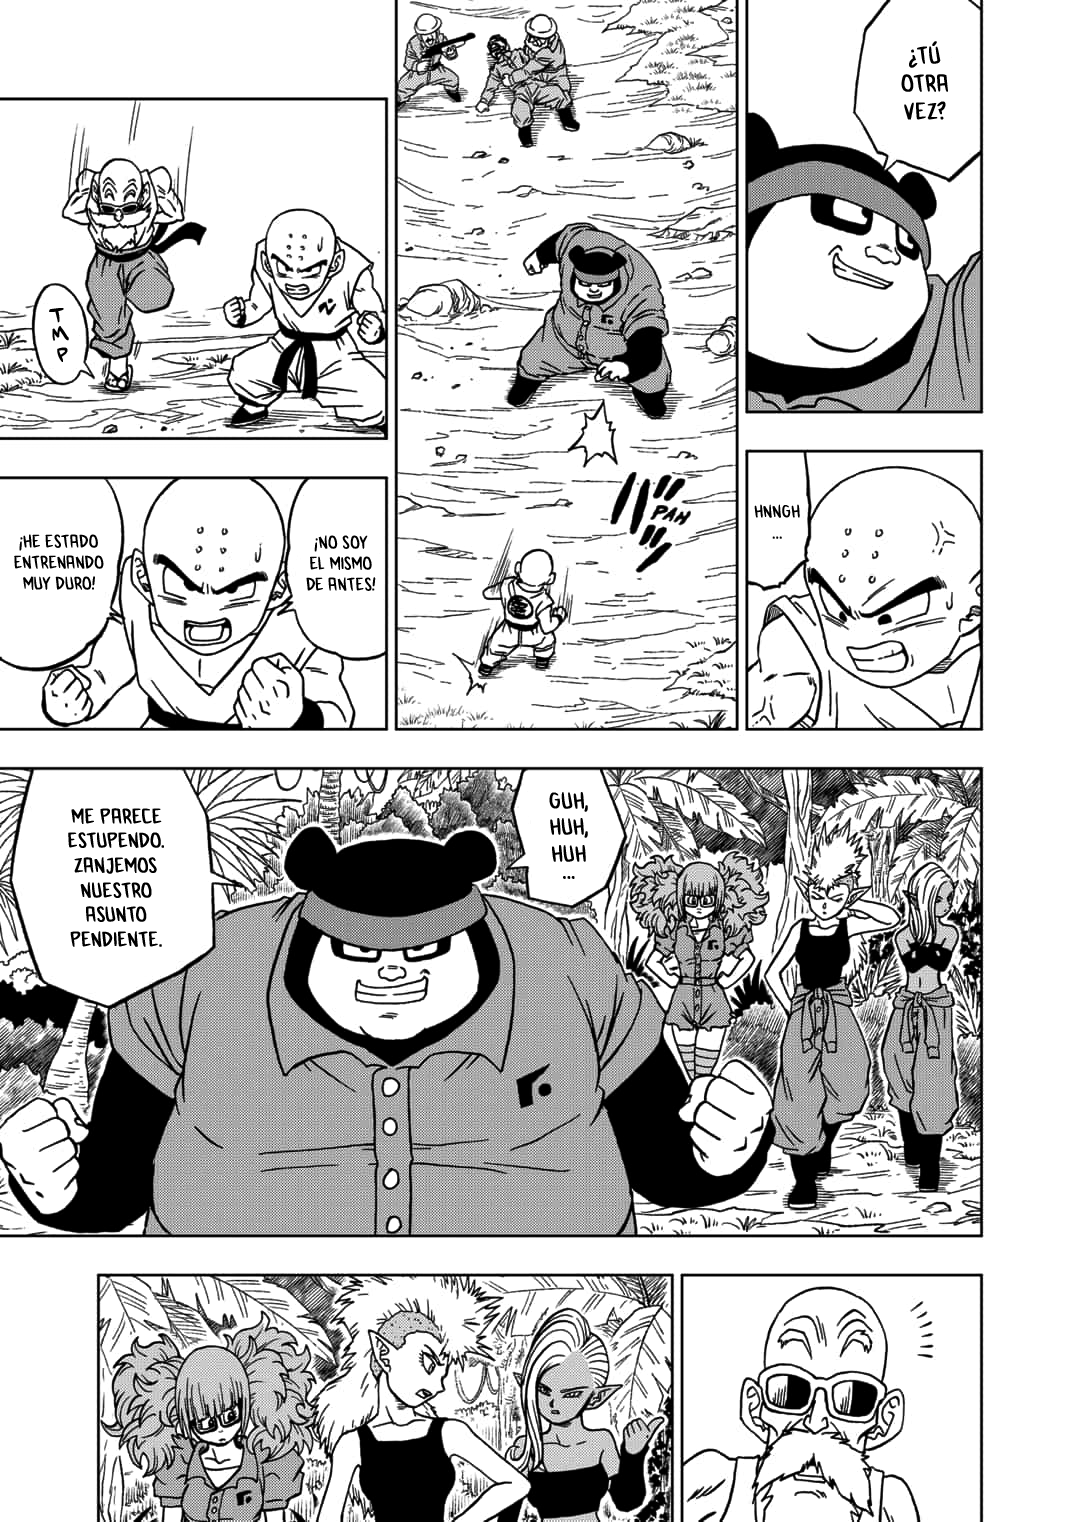 ¿TÚ
OTRA
VEZ?
PAH
TMP
HNNGH
...
¡NO SOY
EL MISMO
DE ANTES!
¡HE ESTADO
ENTRENANDO
MUY DURO!
GUH,
HUH,
HUH
...
ME PARECE
ESTUPENDO.
ZANJEMOS
NUESTRO
ASUNTO
PENDIENTE.